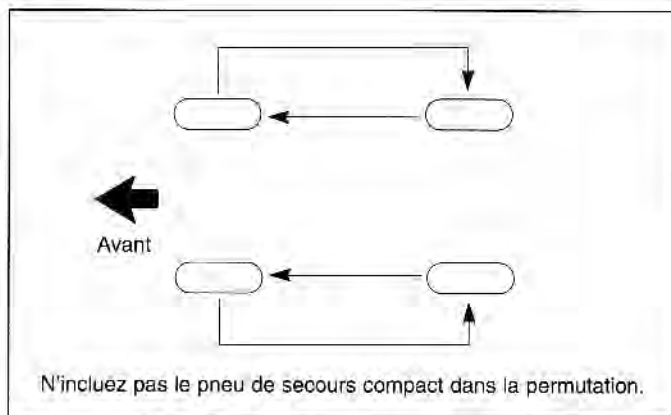 Avant
N'incluez pas le pneu de secours compact dans la permutation.